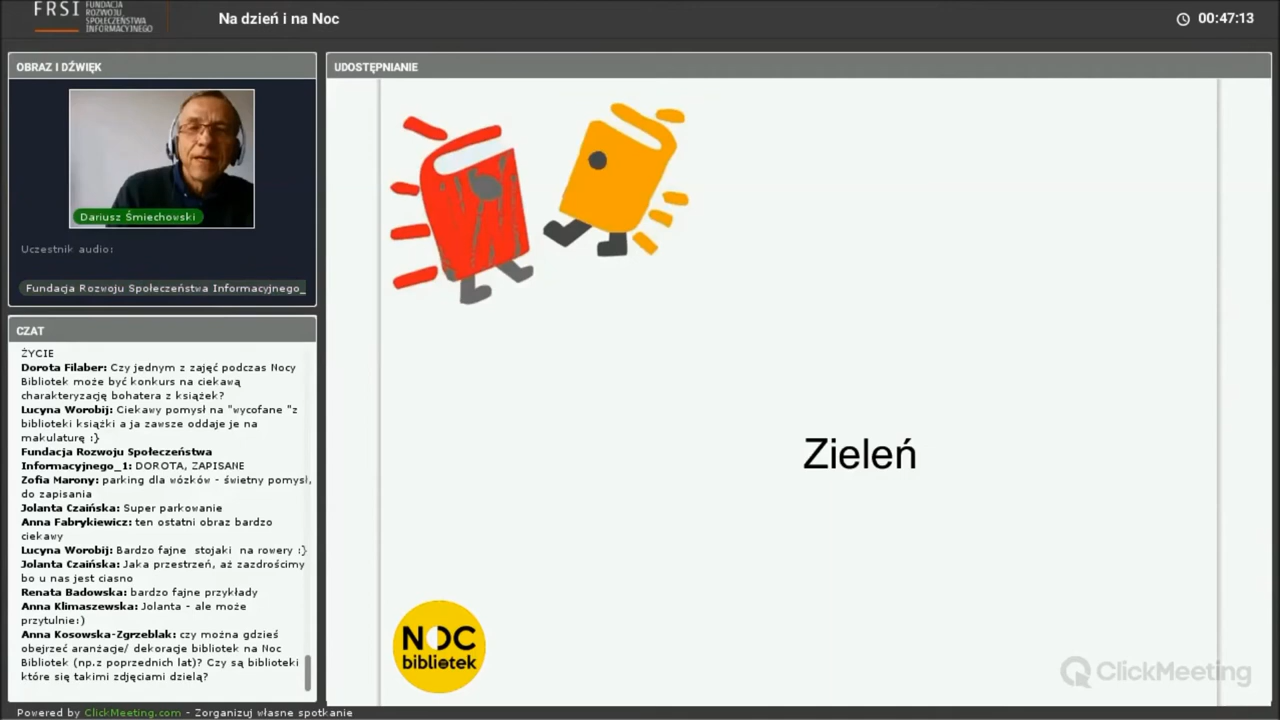 FRSI
FUNDACJA
ROZWOJU
SPOŁECZEŃSTWA
INFORMACYJNEGO
Na dzień i na Noc
00:47:13
OBRAZ I DŹWIĘK
Dariusz Śmiechowski
Uczestnik audio:
Fundacja Rozwoju Społeczeństwa Informacyjnego_
CZAT
ŻYCIE
Dorota Filaber: Czy jednym z zajęć podczas Nocy
Bibliotek może być konkurs na ciekawą
charakteryzację bohatera z książek?
Lucyna Worobij: Ciekawy pomysł na "wycofane "z
biblioteki książki a ja zawsze oddaje je na
makulaturę :}
Fundacja Rozwoju Społeczeństwa
Informacyjnego_1: DOROTA, ZAPISANE
Zofia Marony: parking dla wózków - świetny pomysł,
do zapisania
Jolanta Czaińska: Super parkowanie
Anna Fabrykiewicz: ten ostatni obraz bardzo
ciekawy
Lucyna Worobij: Bardzo fajne  stojaki  na rowery :}
Jolanta Czaińska: Jaka przestrzeń, aż zazdrościmy
bo u nas jest ciasno
Renata Badowska: bardzo fajne przykłady
Anna Klimaszewska: Jolanta - ale może
przytulnie:)
Anna Kosowska-Zgrzeblak: czy można gdzieś
obejrzeć aranżacje/ dekoracje bibliotek na Noc
Bibliotek (np.z poprzednich lat)? Czy są biblioteki
które się takimi zdjęciami dzielą?
UDOSTĘPNIANIE
Zieleń
NOC
bibliotek
ClickMeeting
Powered by ClickMeeting.com - Zorganizuj własne spotkanie